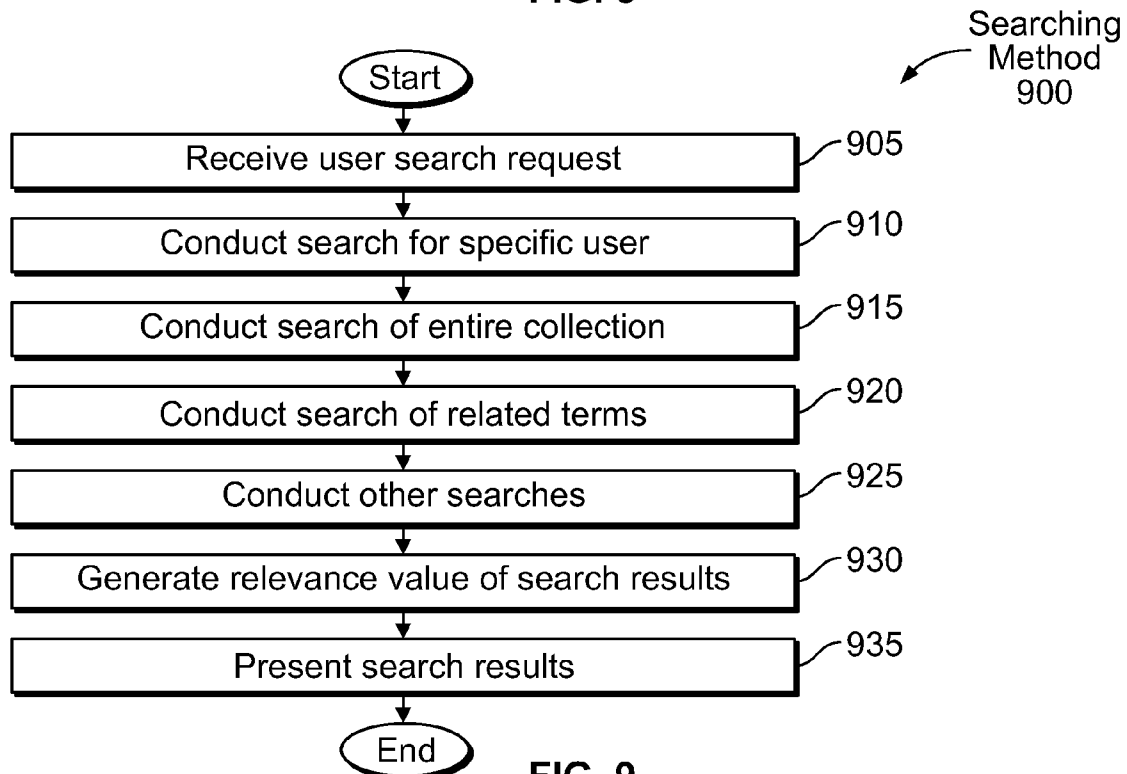 Searching
Method
900
Start
Receive user search request
905
Conduct search for specific user
910
Conduct search of entire collection
915
Conduct search of related terms
920
Conduct other searches
925
Generate relevance value of search results
930
Present search results
935
End
FIG. 9